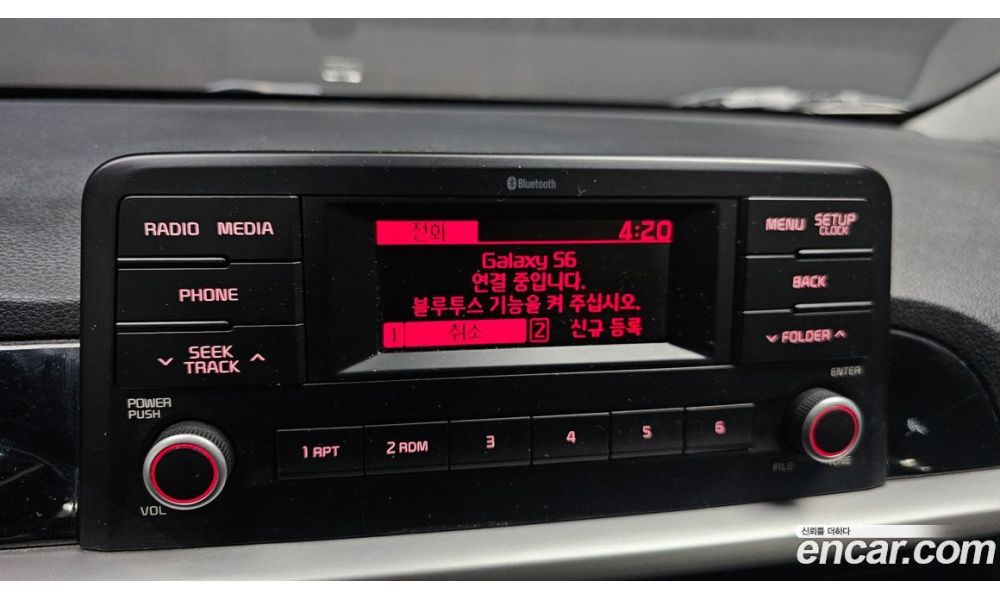 Bluetooth
RADIO MEDIA
PHONE
SEEK
TRACK
POWER
PUSH
VOL
전화 4:20
Galaxy S6
연결 중입니다.
블루투스 기능을 켜 주십시오.
1 취소 2 신규 등록
MENU SETUP
CLOCK
BACK
FOLDER
ENTER
1 RPT 2 RDM 3 4 5 6
FILE TUNE
신뢰를 더하다
encar.com